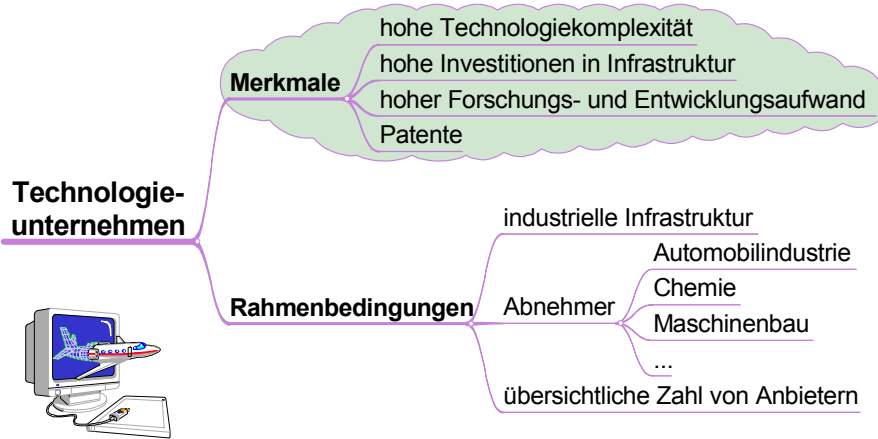 Technologie-
unternehmen
Merkmale
hohe Technologiekomplexität
hohe Investitionen in Infrastruktur
hoher Forschungs- und Entwicklungsaufwand
Patente
Rahmenbedingungen
industrielle Infrastruktur
Abnehmer
Automobilindustrie
Chemie
Maschinenbau
...
übersichtliche Zahl von Anbietern